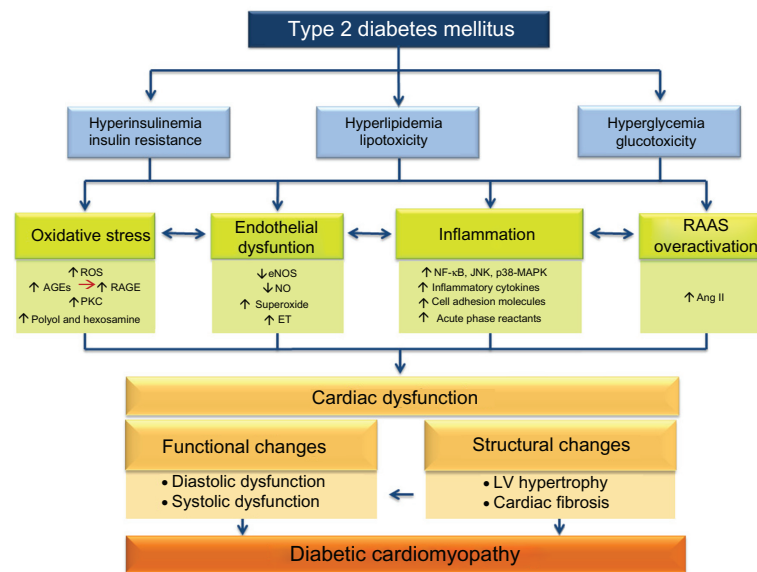 Type 2 diabetes mellitus
Hyperinsulinemia
insulin resistance
Hyperlipidemia
lipotoxicity
Hyperglycemia
glucotoxicity
Oxidative stress
↑ ROS
↑ AGEs → ↑ RAGE
↑ PKC
↑ Polyol and hexosamine
Endothelial
dysfuntion
↓ eNOS
↓ NO
↑ Superoxide
↑ ET
Inflammation
↑ NF-κB, JNK, p38-MAPK
↑ Inflammatory cytokines
↑ Cell adhesion molecules
↑ Acute phase reactants
RAAS
overactivation
↑ Ang II
Cardiac dysfunction
Functional changes
• Diastolic dysfunction
• Systolic dysfunction
Structural changes
• LV hypertrophy
• Cardiac fibrosis
Diabetic cardiomyopathy